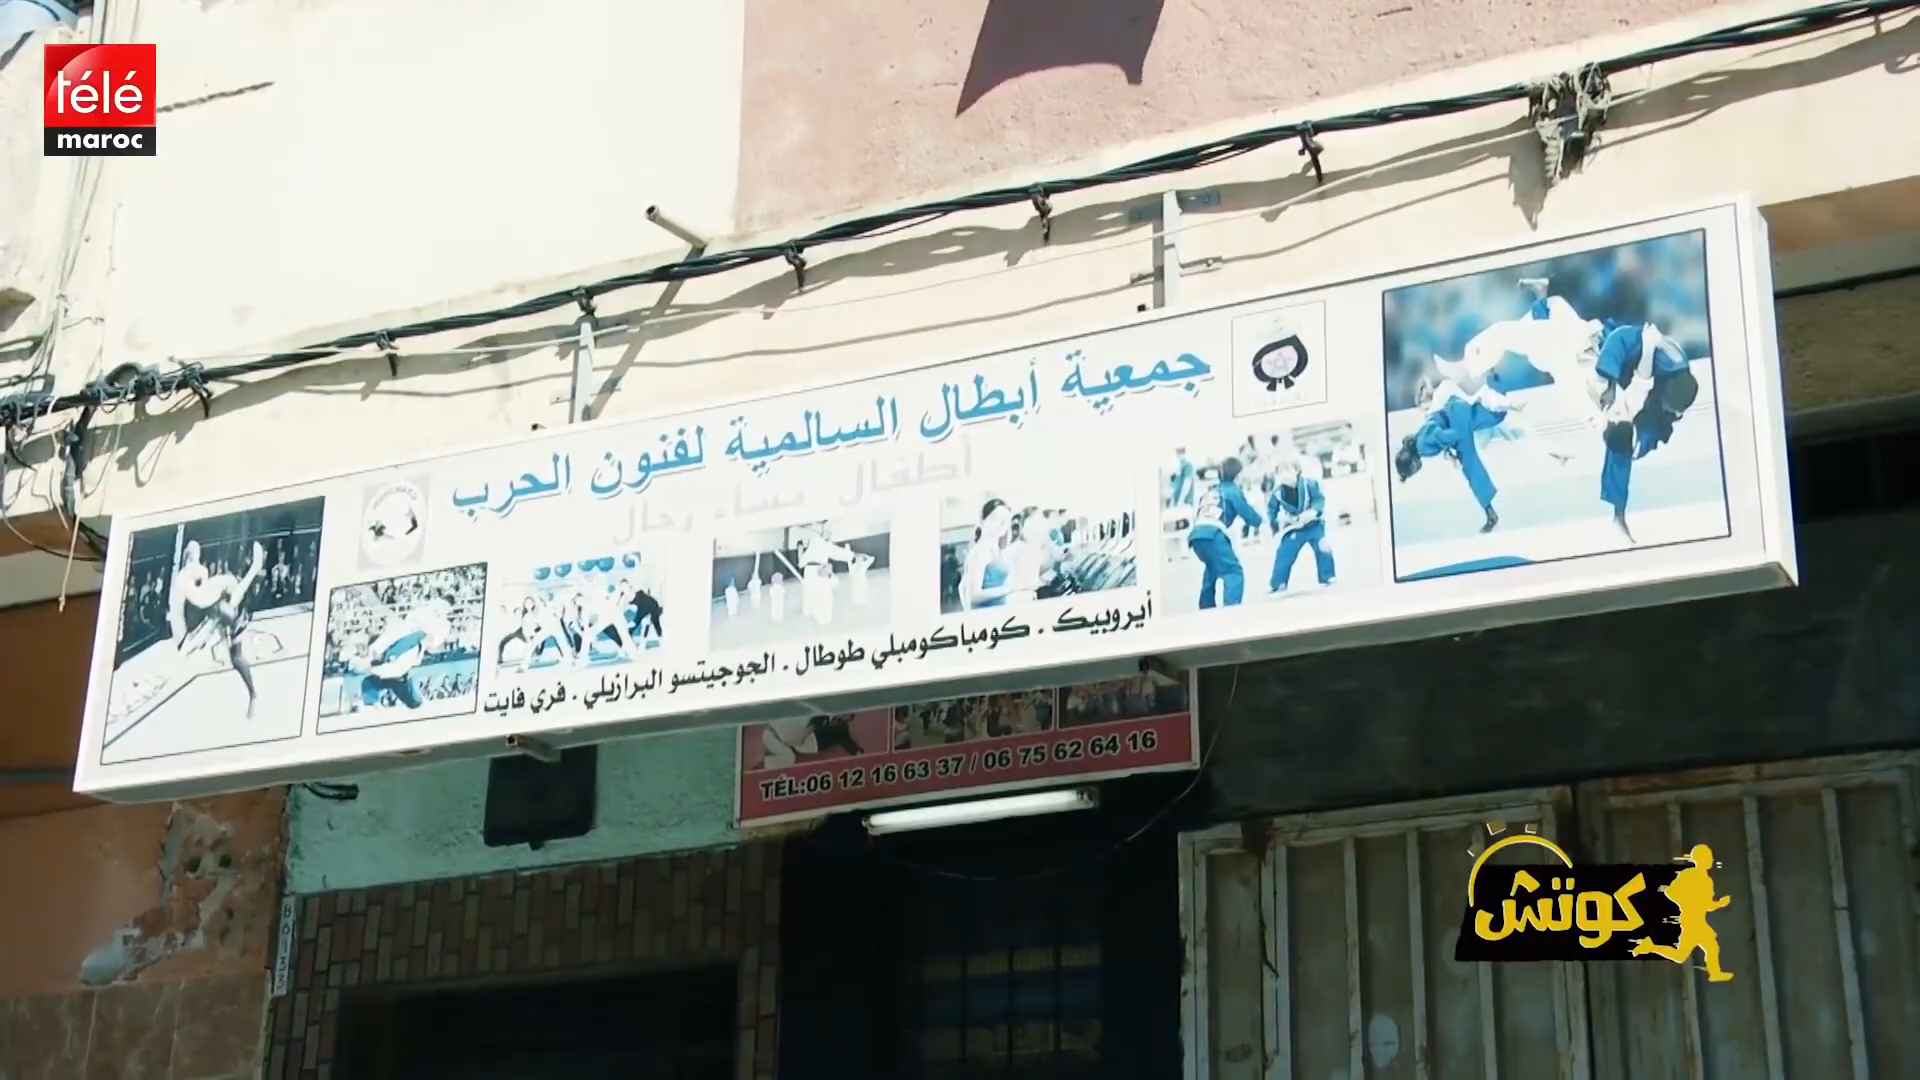 télé
maroc
جمعية أبطال السالمية لفنون الحرب
أطفال نساء رجال
أيروبيك . كومباكومبلي طوطال . الجوجيتسو البرازيلي . فري فايت
TÉL:06 12 16 63 37 / 06 75 62 64 16
كوتش